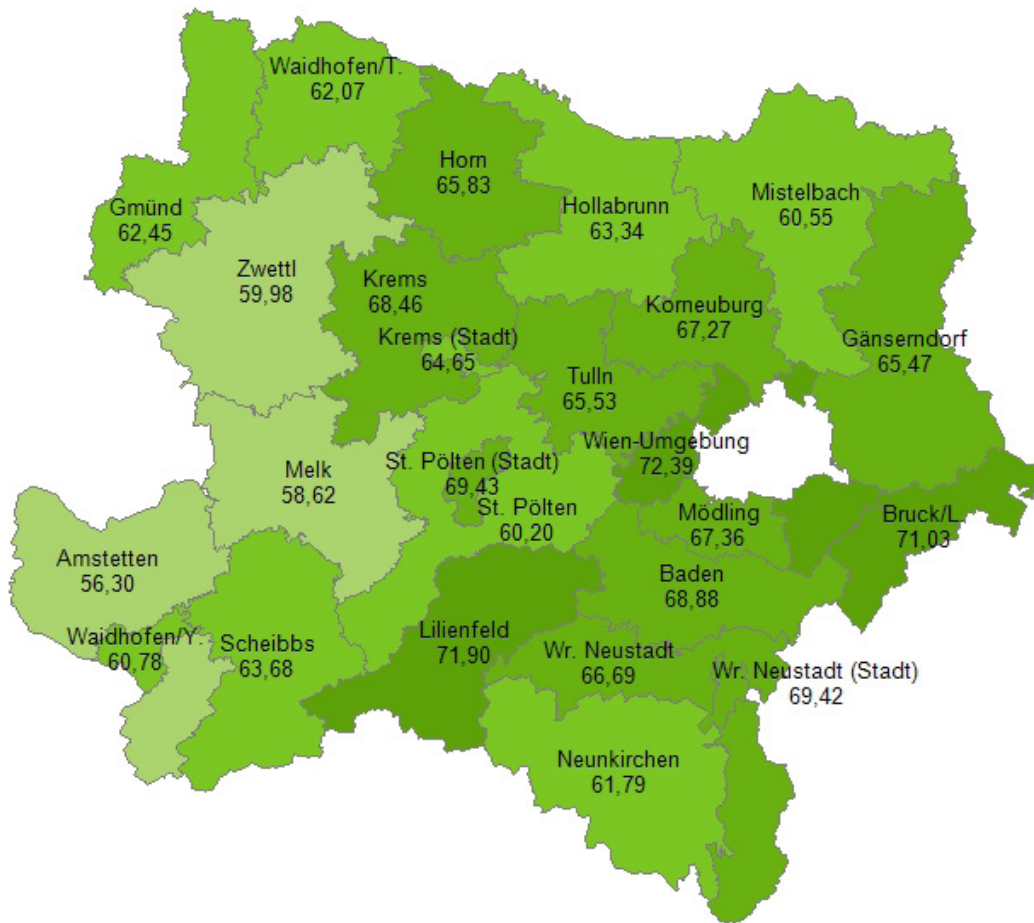 Waidhofen/T.
62,07
Horn
65,83
Gmünd
62,45
Hollabrunn
63,34
Mistelbach
60,55
Zwettl
59,98
Krems
68,46
Krems (Stadt)
64,65
Korneuburg
67,27
Gänserndorf
65,47
Tulln
65,53
Wien-Umgebung
72,39
Melk
58,62
St. Pölten (Stadt)
69,43
St. Pölten
60,20
Mödling
67,36
Bruck/L.
71,03
Amstetten
56,30
Baden
68,88
Waidhofen/Y.
60,78
Scheibbs
63,68
Lilienfeld
71,90
Wr. Neustadt
66,69
Wr. Neustadt (Stadt)
69,42
Neunkirchen
61,79